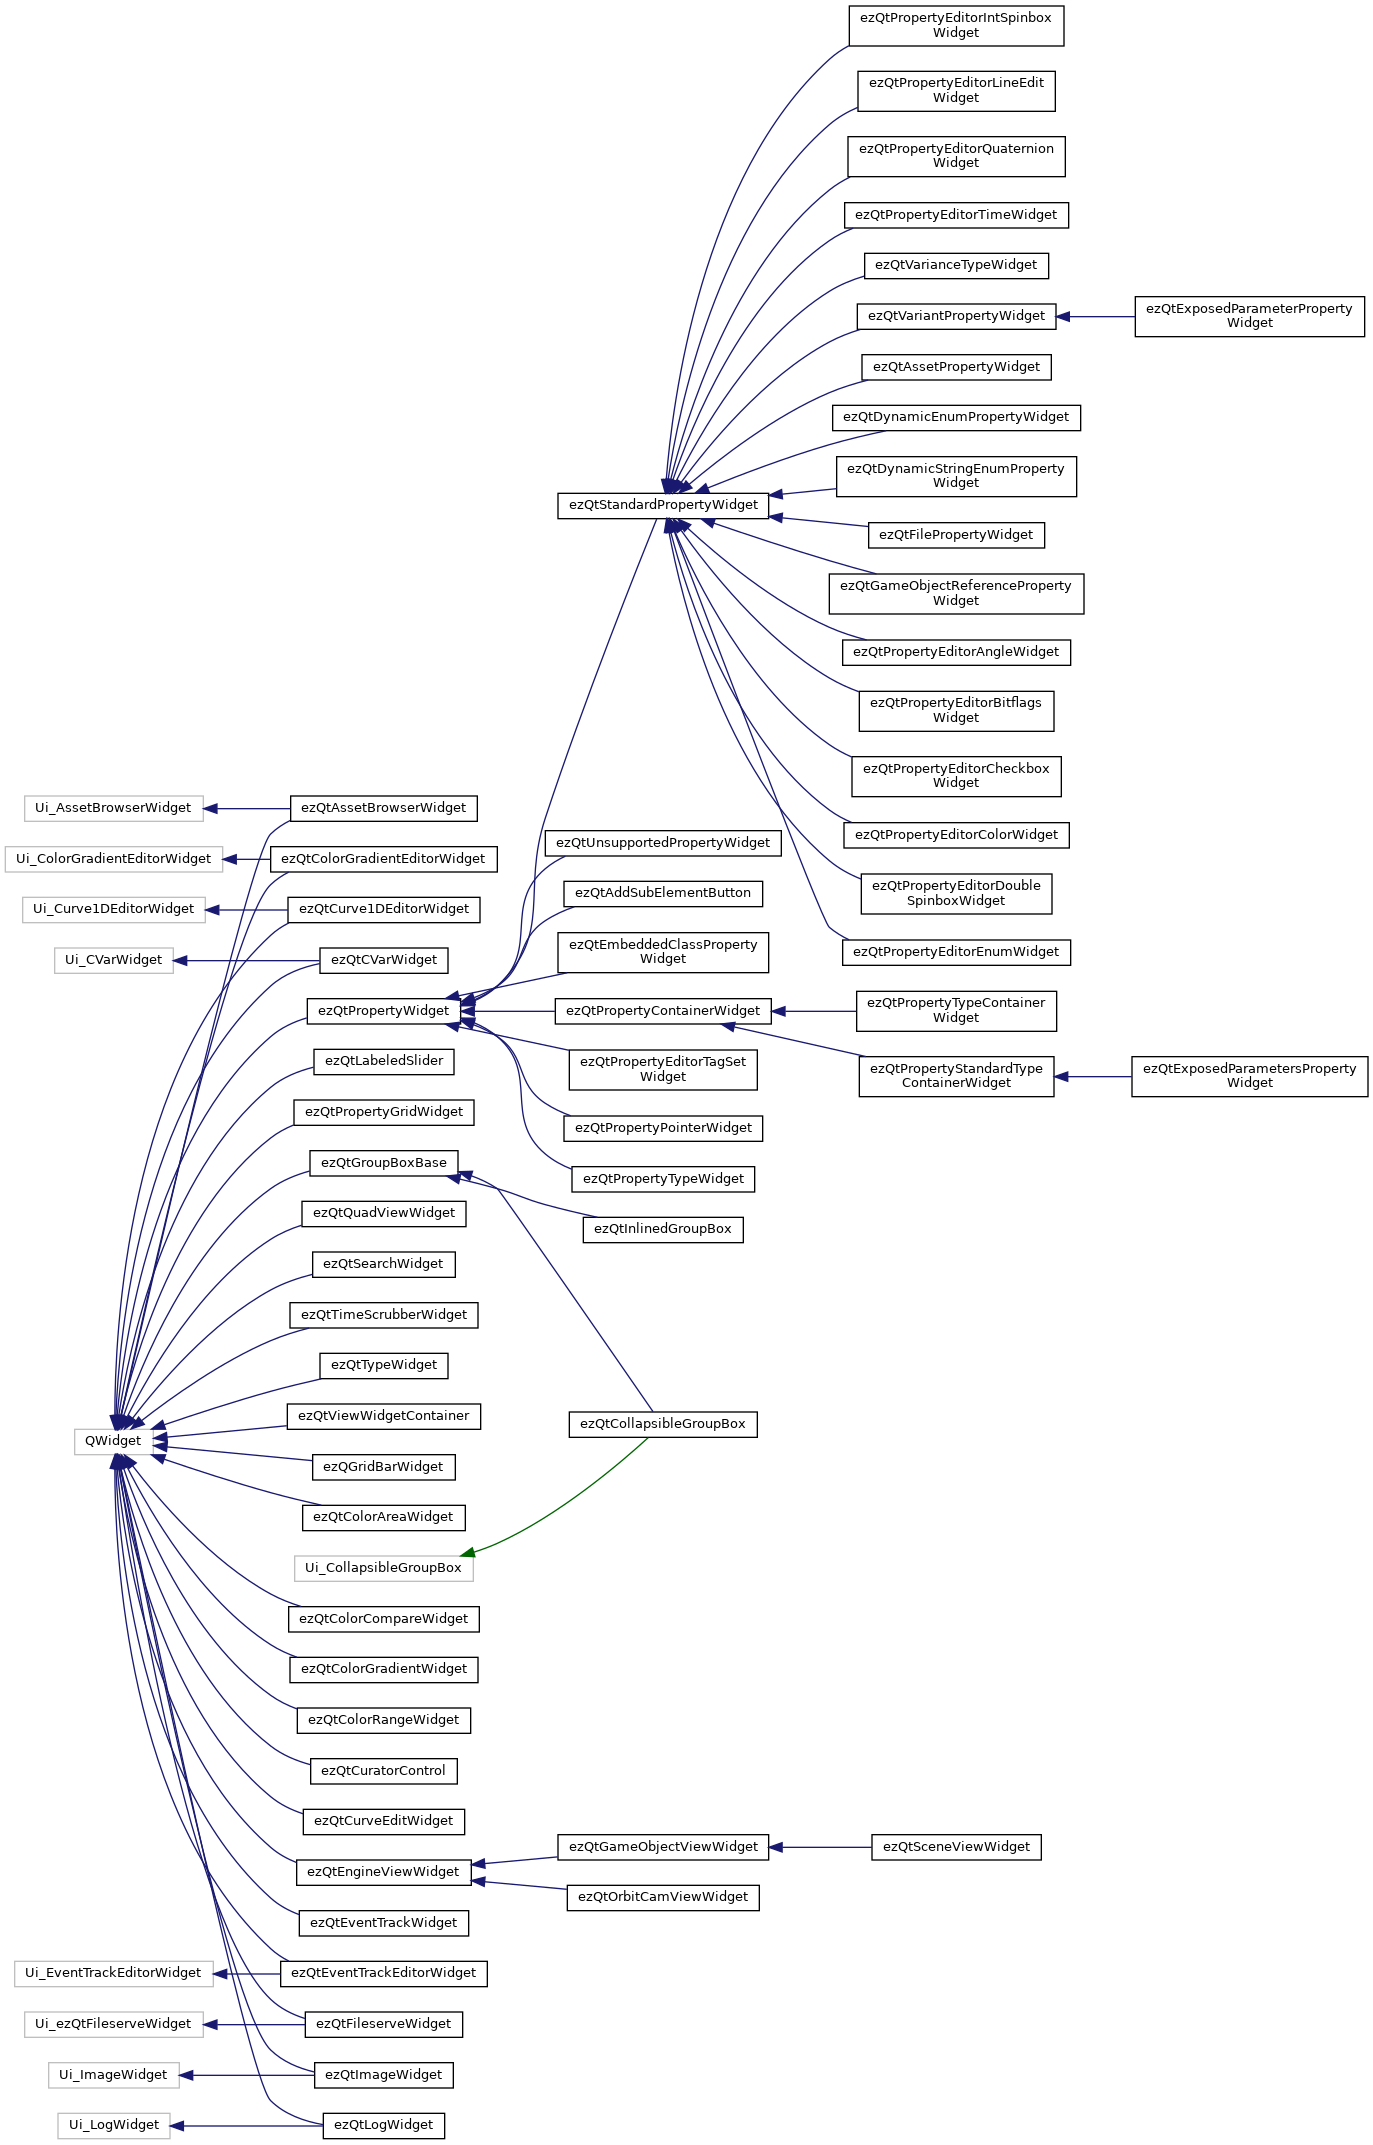 ezQtPropertyEditorIntSpinbox
Widget
ezQtPropertyEditorLineEdit
Widget
ezQtPropertyEditorQuaternion
Widget
ezQtPropertyEditorTimeWidget
ezQtVarianceTypeWidget
ezQtVariantPropertyWidget
ezQtExposedParameterProperty
Widget
ezQtAssetPropertyWidget
ezQtDynamicEnumPropertyWidget
ezQtDynamicStringEnumProperty
Widget
ezQtStandardPropertyWidget
ezQtFilePropertyWidget
ezQtGameObjectReferenceProperty
Widget
ezQtPropertyEditorAngleWidget
ezQtPropertyEditorBitflags
Widget
ezQtPropertyEditorCheckbox
Widget
Ui_AssetBrowserWidget
ezQtAssetBrowserWidget
ezQtPropertyEditorColorWidget
ezQtUnsupportedPropertyWidget
Ui_ColorGradientEditorWidget
ezQtColorGradientEditorWidget
ezQtPropertyEditorDouble
SpinboxWidget
ezQtAddSubElementButton
Ui_Curve1DEditorWidget
ezQtCurve1DEditorWidget
ezQtEmbeddedClassProperty
Widget
ezQtPropertyEditorEnumWidget
Ui_CVarWidget
ezQtCVarWidget
ezQtPropertyWidget
ezQtPropertyContainerWidget
ezQtPropertyTypeContainer
Widget
ezQtLabeledSlider
ezQtPropertyEditorTagSet
Widget
ezQtPropertyStandardType
ContainerWidget
ezQtExposedParametersProperty
Widget
ezQtPropertyGridWidget
ezQtPropertyPointerWidget
ezQtGroupBoxBase
ezQtPropertyTypeWidget
ezQtQuadViewWidget
ezQtInlinedGroupBox
ezQtSearchWidget
ezQtTimeScrubberWidget
ezQtTypeWidget
ezQtViewWidgetContainer
ezQtCollapsibleGroupBox
QWidget
ezQGridBarWidget
ezQtColorAreaWidget
Ui_CollapsibleGroupBox
ezQtColorCompareWidget
ezQtColorGradientWidget
ezQtColorRangeWidget
ezQtCuratorControl
ezQtCurveEditWidget
ezQtGameObjectViewWidget
ezQtSceneViewWidget
ezQtEngineViewWidget
ezQtOrbitCamViewWidget
ezQtEventTrackWidget
Ui_EventTrackEditorWidget
ezQtEventTrackEditorWidget
Ui_ezQtFileserveWidget
ezQtFileserveWidget
Ui_ImageWidget
ezQtImageWidget
Ui_LogWidget
ezQtLogWidget